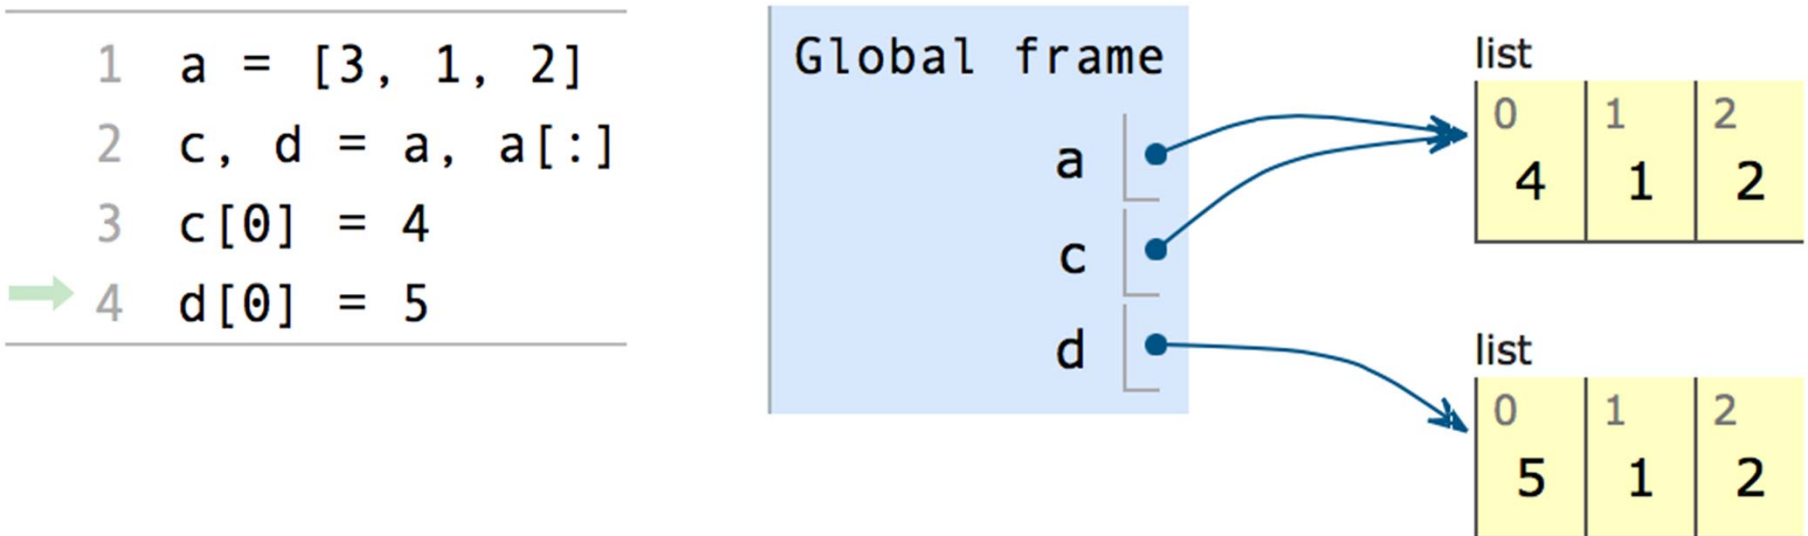 1 a = [3, 1, 2]
2 c, d = a, a[:]
3 c[0] = 4
4 d[0] = 5
Global frame
a
c
d
list
0 1 2
4 1 2
list
0 1 2
5 1 2